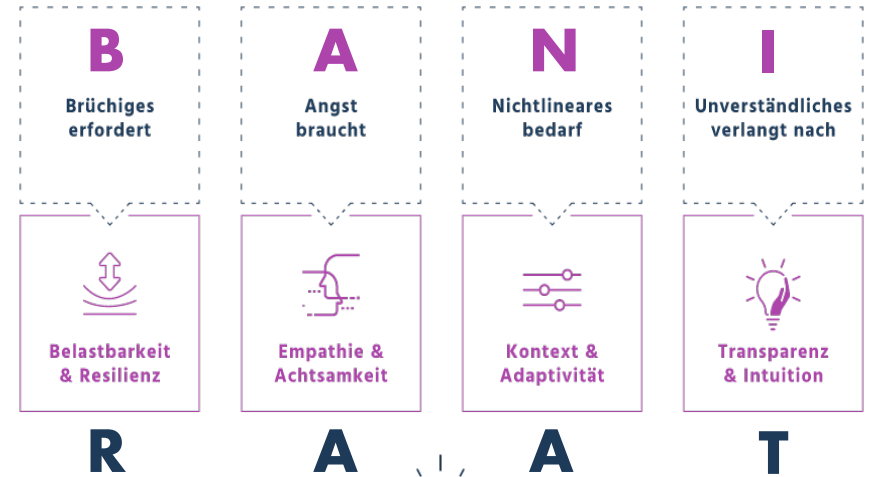 B
Brüchiges
erfordert
A
Angst
braucht
N
Nichtlineares
bedarf
I
Unverständliches
verlangt nach
Belastbarkeit
& Resilienz
Empathie &
Achtsamkeit
Kontext &
Adaptivität
Transparenz
& Intuition
R
A
A
T